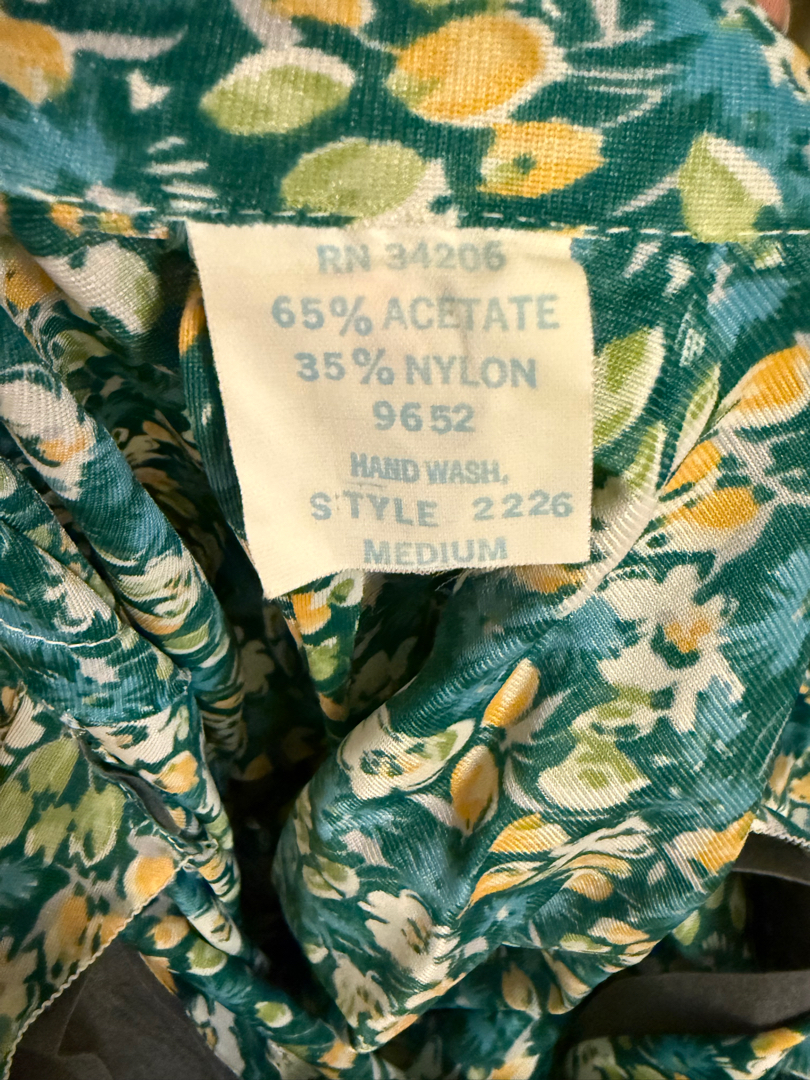 RN 34206
65% ACETATE
35% NYLON
9652
HAND WASH,
STYLE 2226
MEDIUM